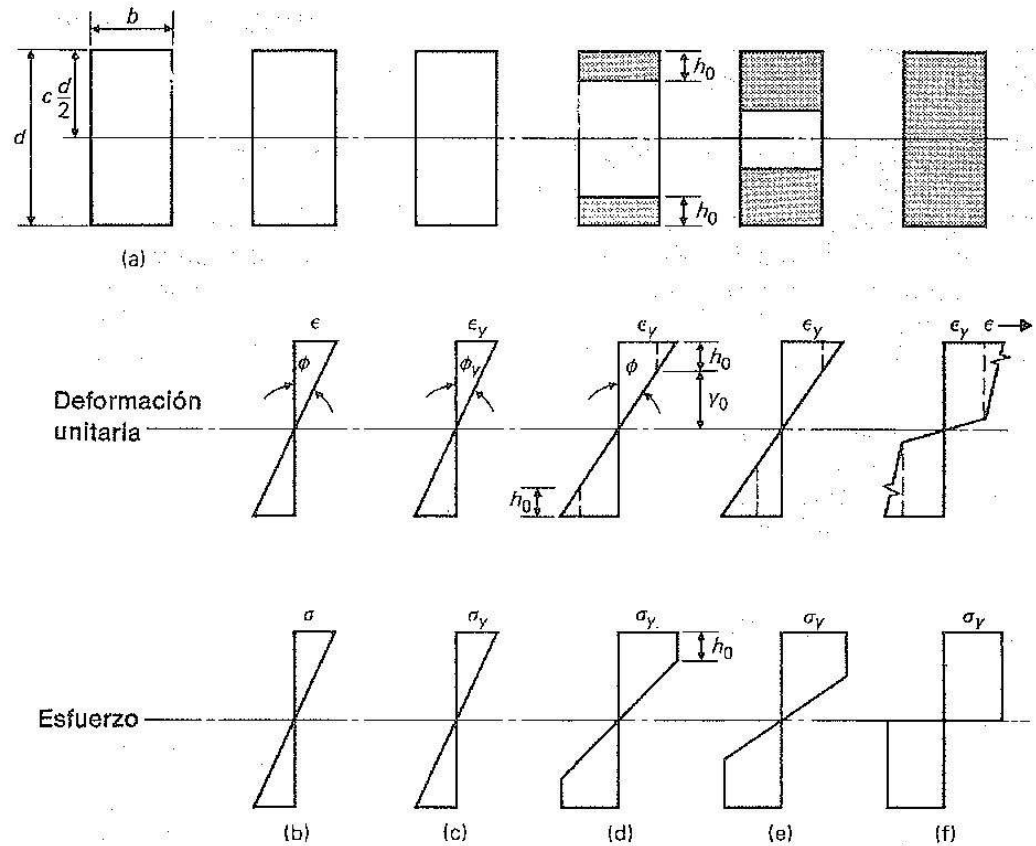 b
d
c d/2
h₀
h₀
(a)
ϵ
ϵy
ϵy
ϵy
ϵy ϵ
ϕ
ϕy
ϕ
h₀
y₀
h₀
Deformación
unitaria
σ
σy
σy
σy
σy
h₀
Esfuerzo
(b)
(c)
(d)
(e)
(f)